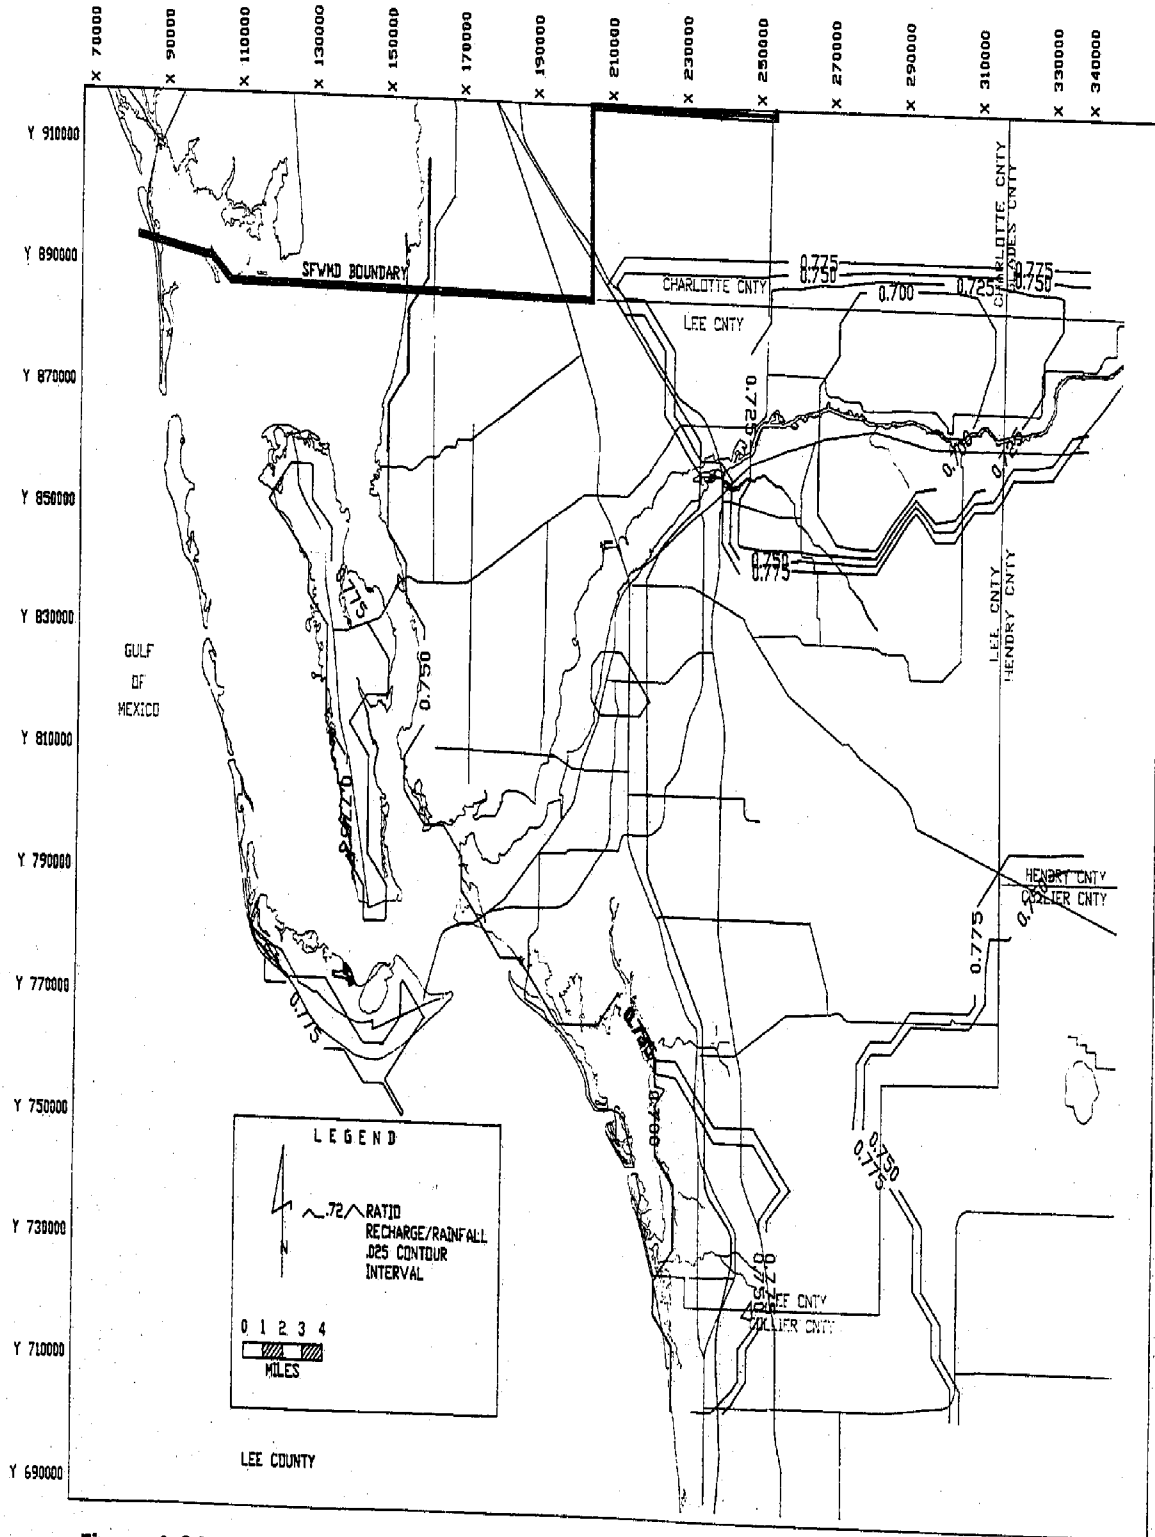 X 70000
X 90000
X 110000
X 130000
X 150000
X 170000
X 190000
X 210000
X 230000
X 250000
X 270000
X 290000
X 310000
X 330000
X 340000
Y 910000
Y 890000
Y 870000
Y 850000
Y 830000
Y 810000
Y 790000
Y 770000
Y 750000
Y 730000
Y 710000
Y 690000
SFWMD BOUNDARY
CHARLOTTE CNTY
LEE CNTY
CHARLOTTE CNTY
GLADES CNTY
0.775
0.750
0.700
0.725
0.775
0.750
0.725
0.750
0.775
LEE CNTY
HENDRY CNTY
GULF
OF
MEXICO
.775
0.750
HENDRY CNTY
COLLIER CNTY
0.775
0.775
0.725
0.700
0.750
0.775
LEE CNTY
COLLIER CNTY
LEGEND
.72 RATIO
RECHARGE/RAINFALL
.025 CONTOUR
INTERVAL
N
0 1 2 3 4
MILES
LEE COUNTY